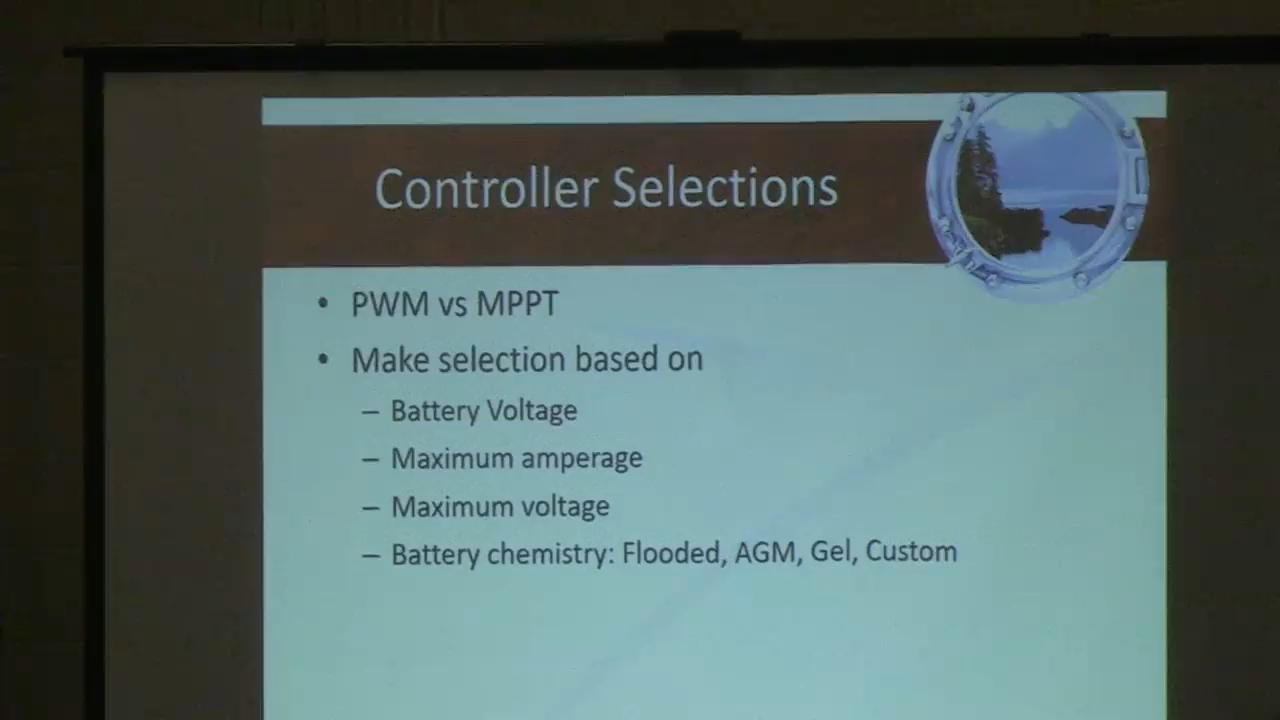 Controller Selections
• PWM vs MPPT
• Make selection based on
– Battery Voltage
– Maximum amperage
– Maximum voltage
– Battery chemistry: Flooded, AGM, Gel, Custom